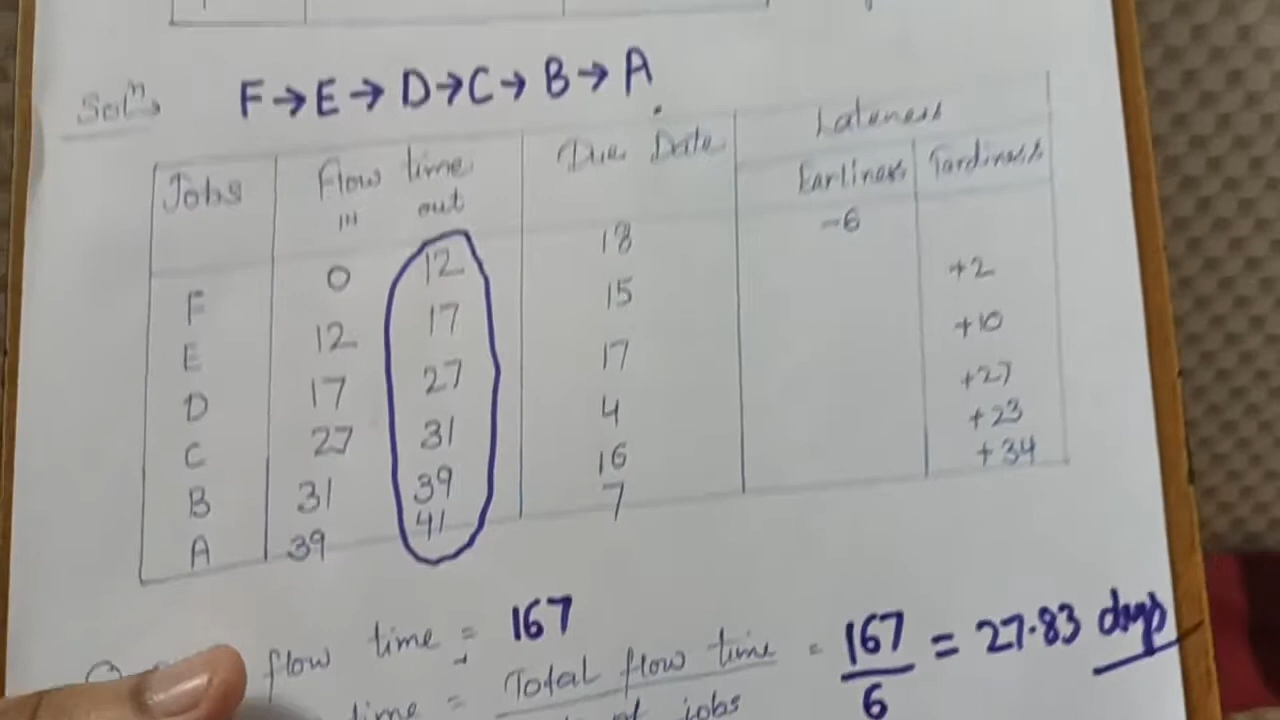 Solⁿ, F→E→D→C→B→A
Jobs Flow time Due Date Lateness
in out Earliness Tardiness
F 0 12 18 -6
E 12 17 15 +2
D 17 27 17 +10
C 27 31 4 +27
B 31 39 16 +23
A 39 41 7 +34
flow time = 167
time = Total flow time = 167 = 27.83 days
jobs 6